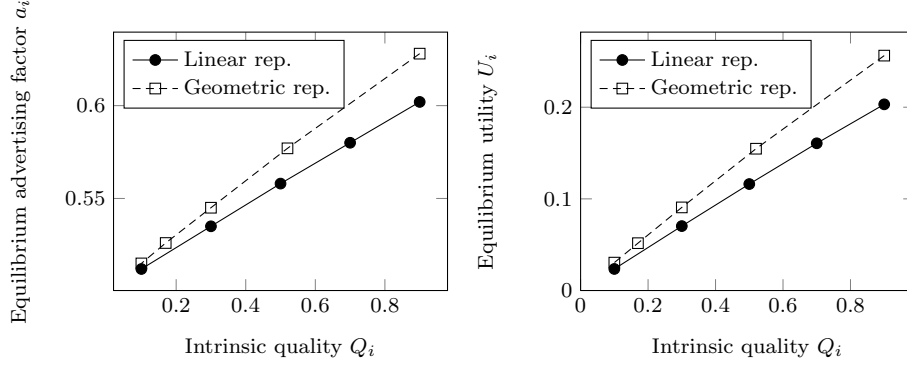 Equilibrium advertising factor a_i
Linear rep.
Geometric rep.
0.6
0.55
0.2 0.4 0.6 0.8
Intrinsic quality Q_i
Equilibrium utility U_i
Linear rep.
Geometric rep.
0.2
0.1
0
0 0.2 0.4 0.6 0.8
Intrinsic quality Q_i